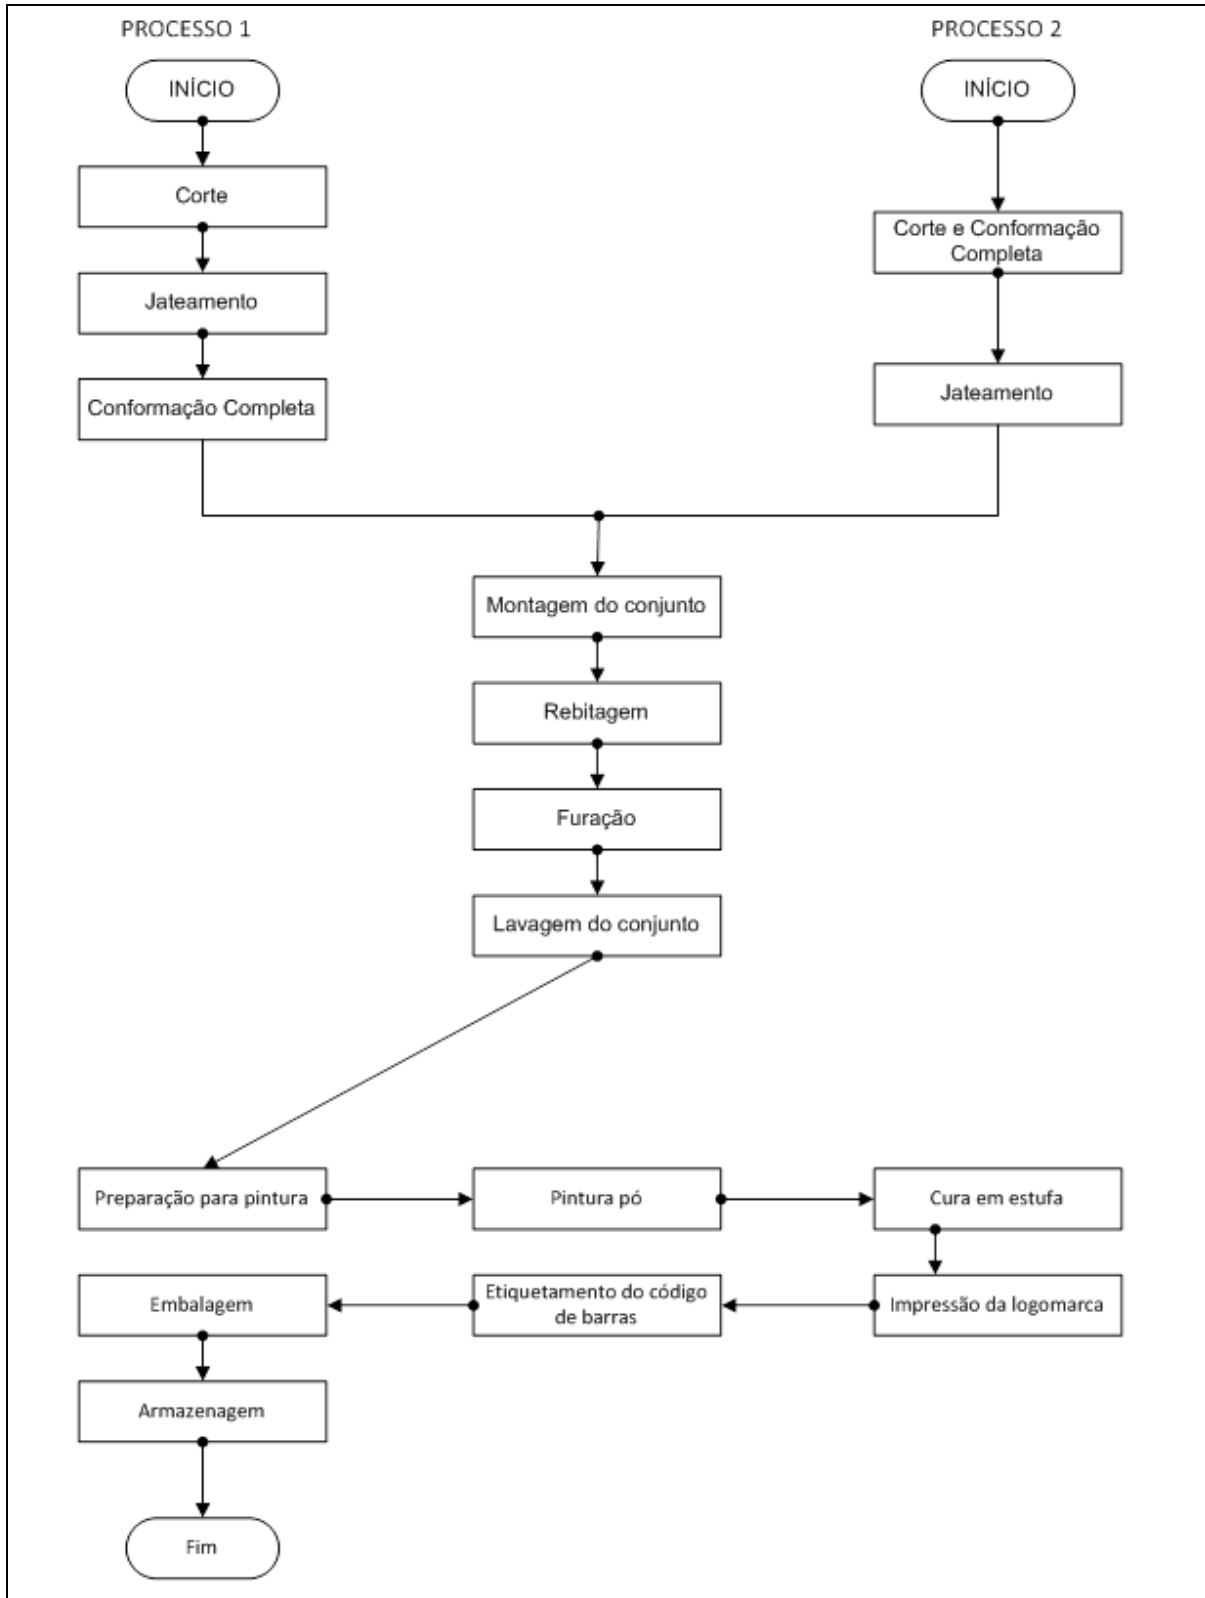 PROCESSO 1
PROCESSO 2
INÍCIO
INÍCIO
Corte
Corte e Conformação
Completa
Jateamento
Jateamento
Conformação Completa
Montagem do conjunto
Rebitagem
Furação
Lavagem do conjunto
Preparação para pintura
Pintura pó
Cura em estufa
Embalagem
Etiquetamento do código
de barras
Impressão da logomarca
Armazenagem
Fim